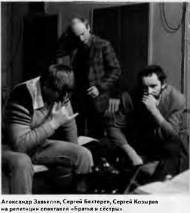 Александр Завьялов, Сергей Бехтерев, Сергей Козырев
на репетиции спектакля «Братья и сёстры»